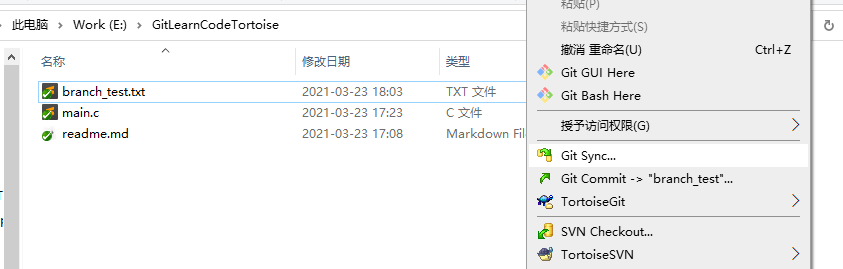 粘贴(P)
此电脑 > Work (E:) > GitLearnCodeTortoise
粘贴快捷方式(S)
撤消 重命名(U) Ctrl+Z
名称 修改日期 类型
Git GUI Here
branch_test.txt 2021-03-23 18:03 TXT 文件
Git Bash Here
main.c 2021-03-23 17:23 C 文件
授予访问权限(G)
readme.md 2021-03-23 17:08 Markdown Fil
Git Sync...
Git Commit -> "branch_test"...
TortoiseGit
SVN Checkout...
TortoiseSVN